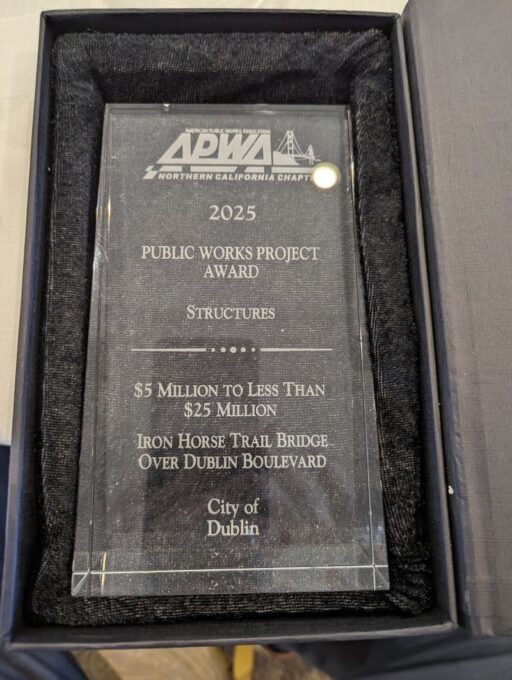 AMERICAN PUBLIC WORKS ASSOCIATION
APWA
NORTHERN CALIFORNIA
2025
PUBLIC WORKS PROJECT
AWARD
STRUCTURES
$5 MILLION TO LESS THAN
$25 MILLION
IRON HORSE TRAIL BRIDGE
OVER DUBLIN BOULEVARD
City of
Dublin